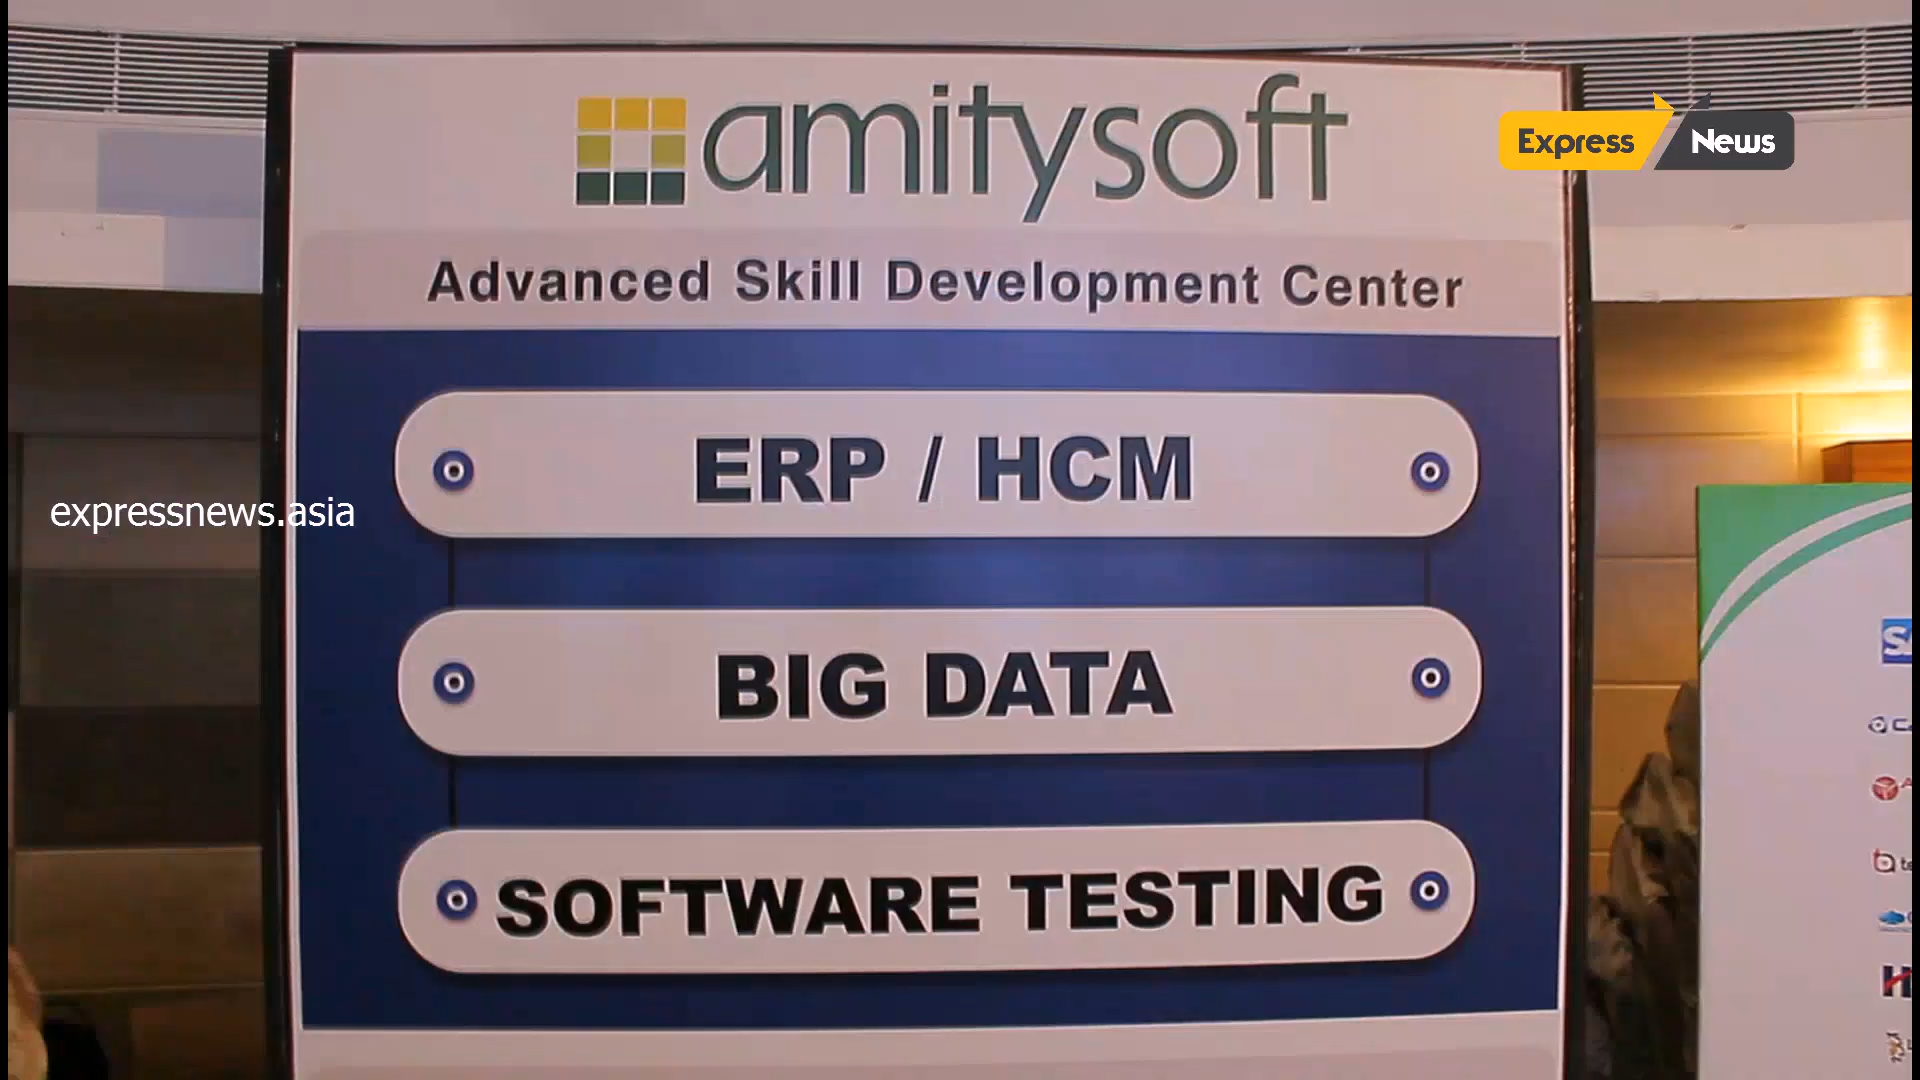 amitysoft
Express News
Advanced Skill Development Center
ERP / HCM
expressnews.asia
BIG DATA
SOFTWARE TESTING